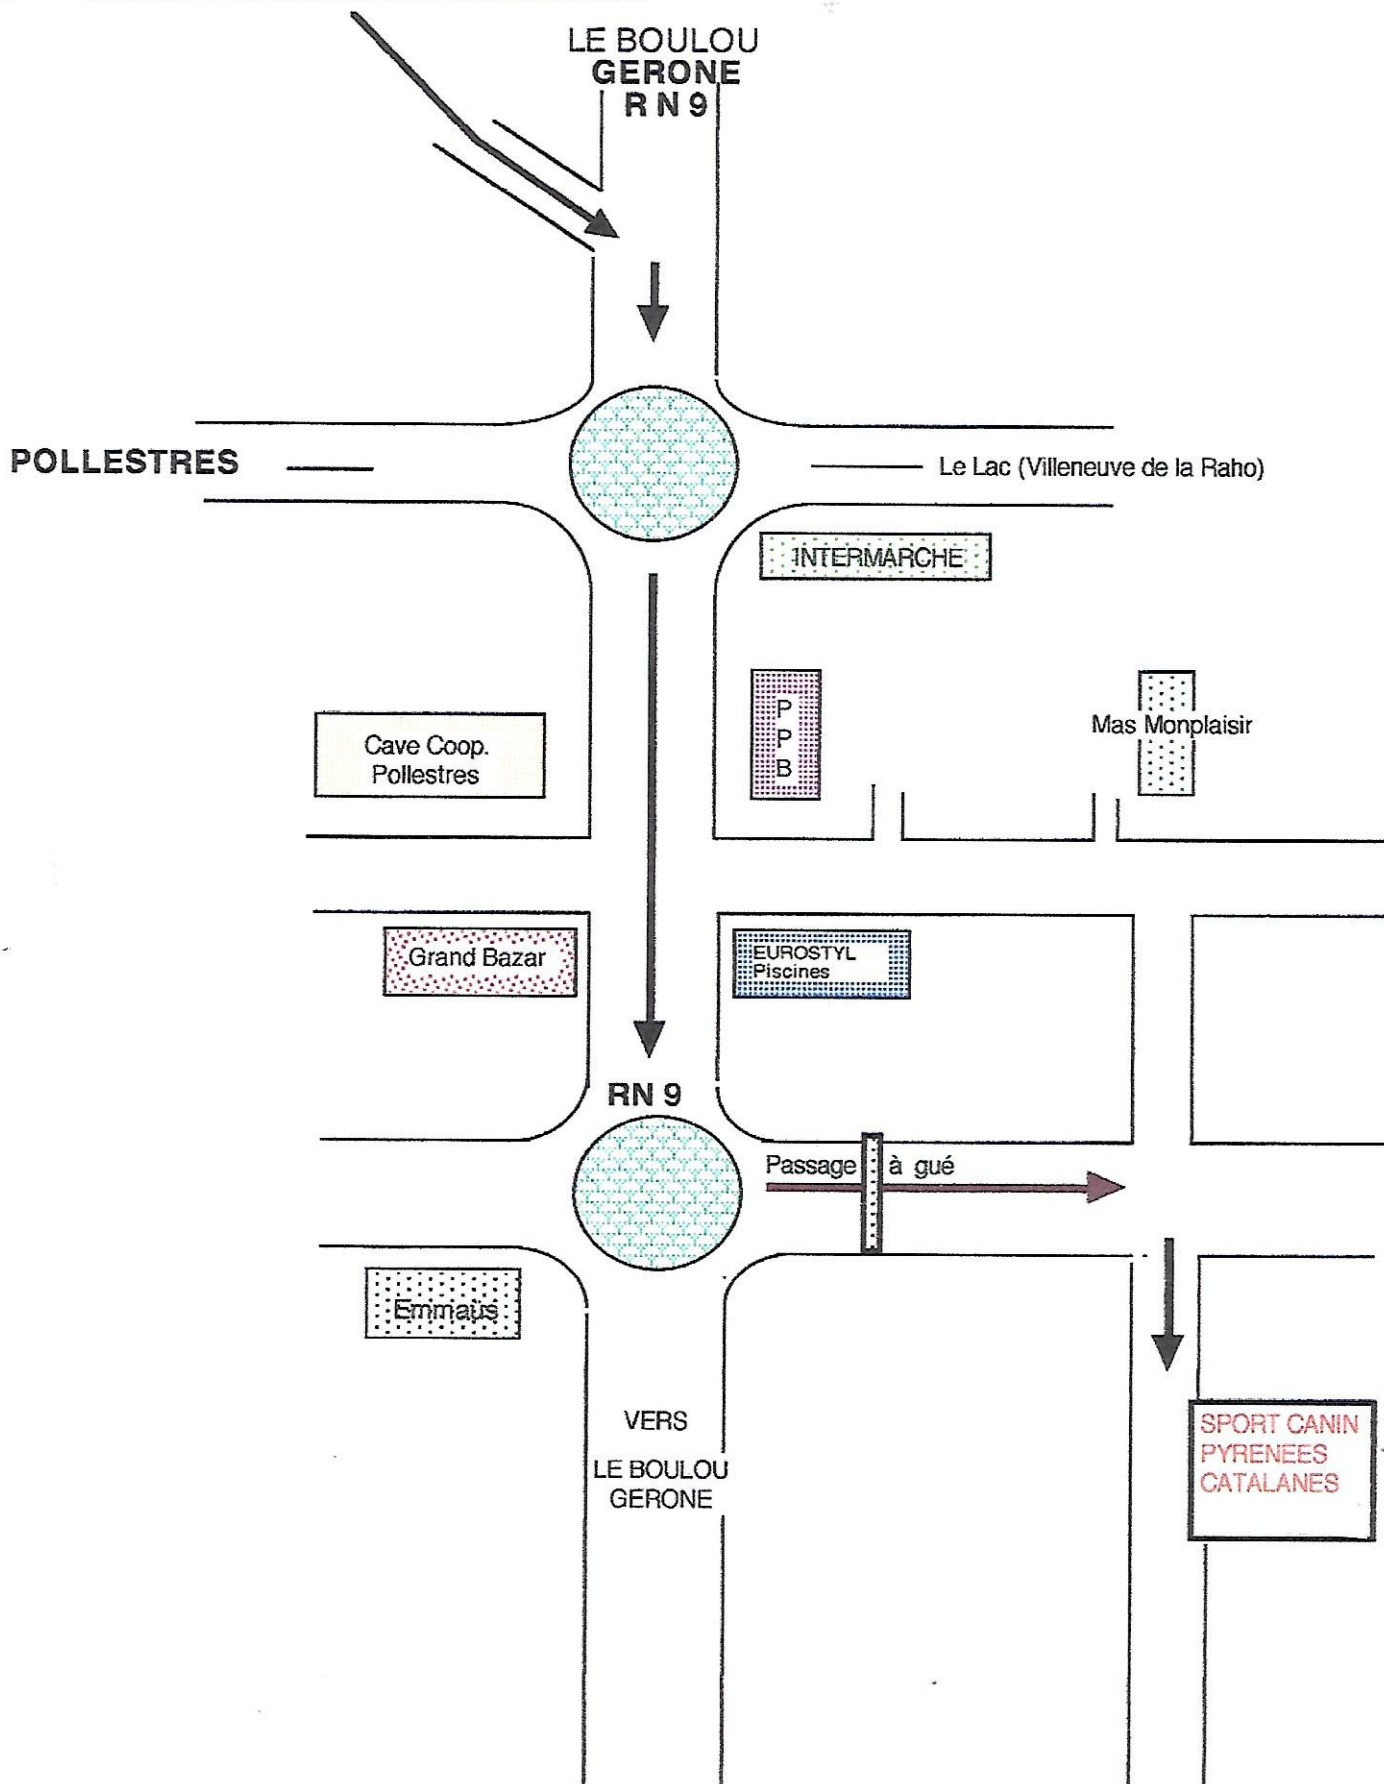 LE BOULOU
GERONE
R N 9
POLLESTRES
Le Lac (Villeneuve de la Raho)
INTERMARCHE
P
P
B
Mas Monplaisir
Cave Coop.
Pollestres
Grand Bazar
EUROSTYL
Piscines
RN 9
Passage à gué
Emmaüs
VERS
LE BOULOU
GERONE
SPORT CANIN
PYRENEES
CATALANES